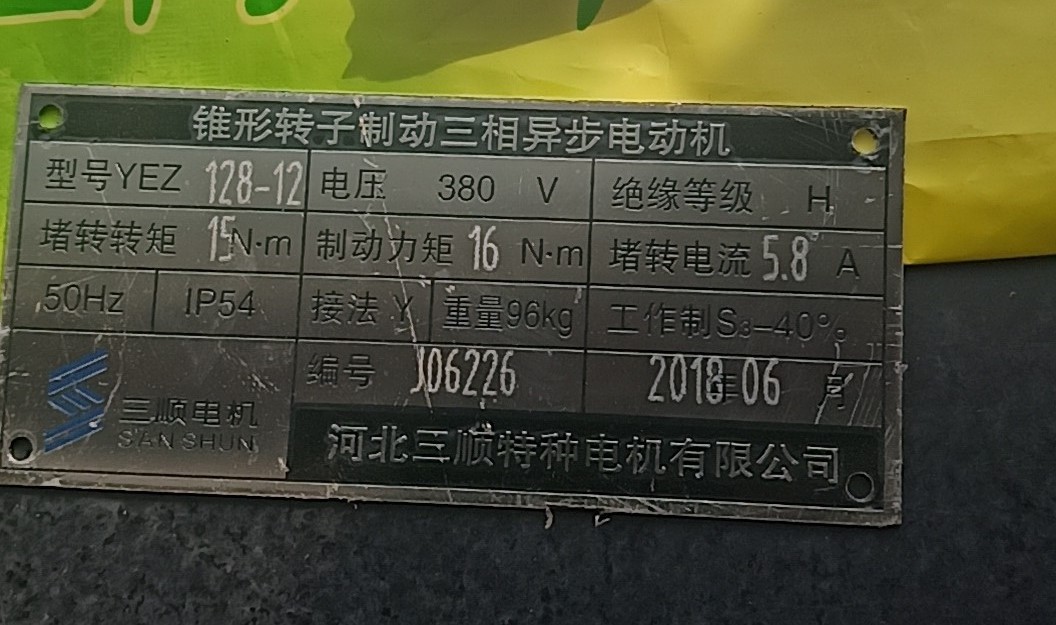 锥形转子制动三相异步电动机
型号YEZ 128-12 电压 380 V 绝缘等级 H
堵转转矩 15 N·m 制动力矩 16 N·m 堵转电流 5.8 A
50Hz IP54 接法 Y 重量96kg 工作制S3-40%
编号 J06226 2018年06月
三顺电机
SAN SHUN
河北三顺特种电机有限公司